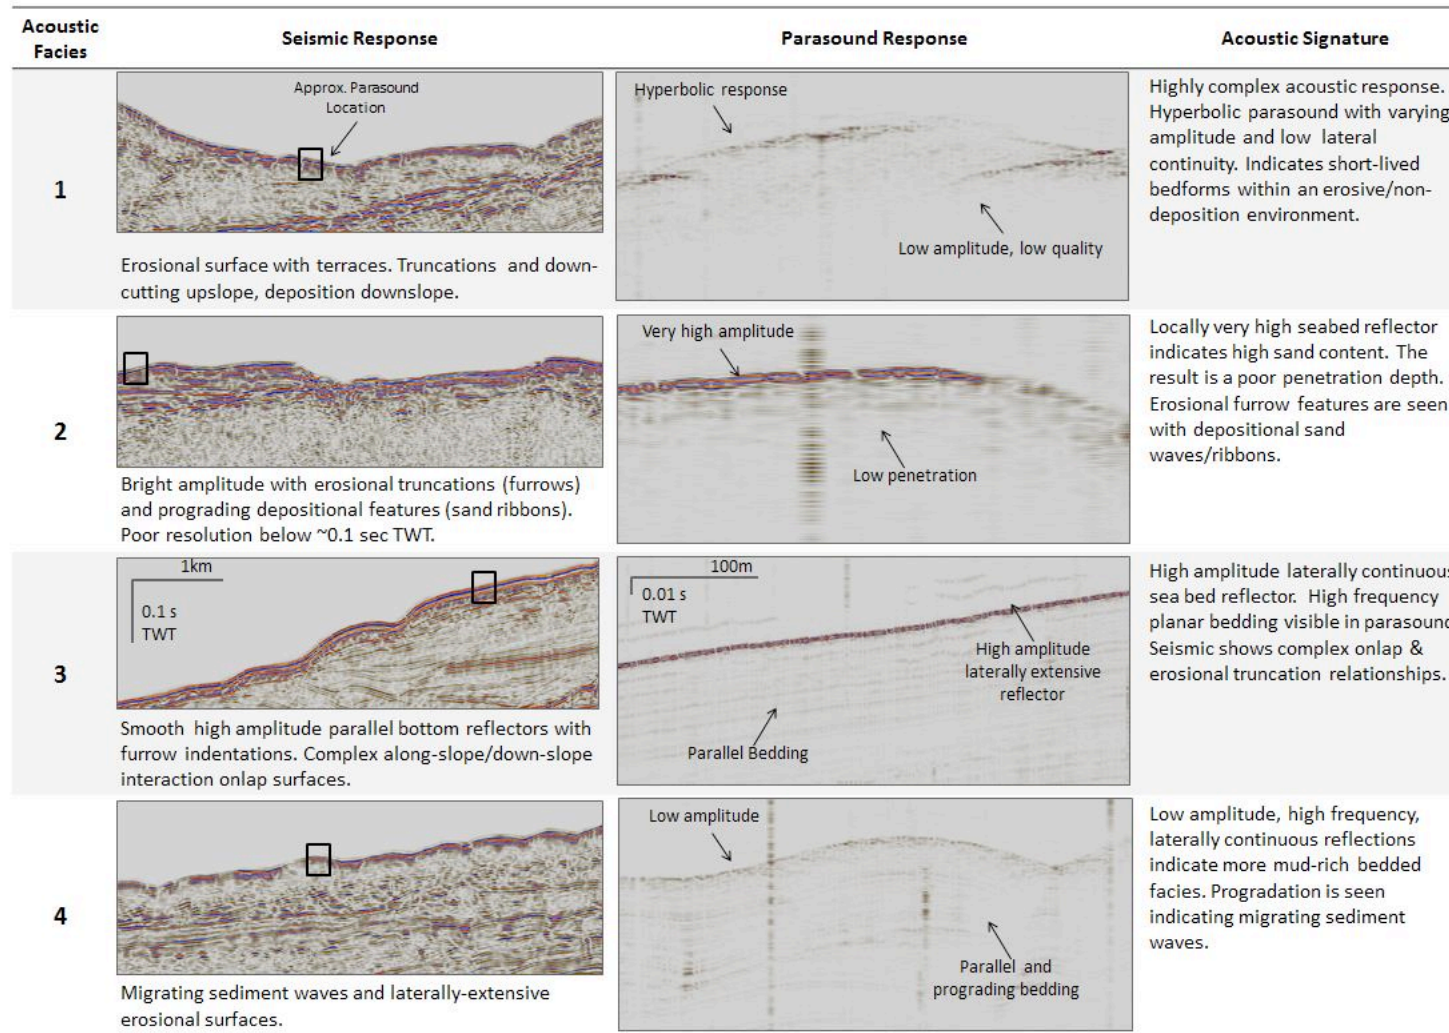 Acoustic Facies
Seismic Response
Parasound Response
Acoustic Signature
1
Approx. Parasound
Location
Erosional surface with terraces. Truncations and down-
cutting upslope, deposition downslope.
Hyperbolic response
Low amplitude, low quality
Highly complex acoustic response.
Hyperbolic parasound with varying
amplitude and low lateral
continuity. Indicates short-lived
bedforms within an erosive/non-
deposition environment.
2
Bright amplitude with erosional truncations (furrows)
and prograding depositional features (sand ribbons).
Poor resolution below ~0.1 sec TWT.
Very high amplitude
Low penetration
Locally very high seabed reflector
indicates high sand content. The
result is a poor penetration depth.
Erosional furrow features are seen
with depositional sand
waves/ribbons.
3
1km
0.1 s
TWT
Smooth high amplitude parallel bottom reflectors with
furrow indentations. Complex along-slope/down-slope
interaction onlap surfaces.
100m
0.01 s
TWT
High amplitude
laterally extensive
reflector
Parallel Bedding
High amplitude laterally continuous
sea bed reflector. High frequency
planar bedding visible in parasound
Seismic shows complex onlap &
erosional truncation relationships.
4
Migrating sediment waves and laterally-extensive
erosional surfaces.
Low amplitude
Parallel and
prograding bedding
Low amplitude, high frequency,
laterally continuous reflections
indicate more mud-rich bedded
facies. Progradation is seen
indicating migrating sediment
waves.